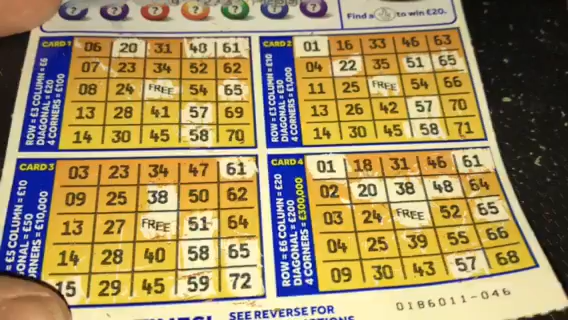 Find a to win £20.
CARD 1 06 20 31 48 61
07 23 34 52 62
08 24 FREE 54 65
13 28 41 57 69
14 30 45 58 70
ROW = £3 COLUMN = £6
DIAGONAL = £20
4 CORNERS = £100
CARD 2 01 16 33 46 63
04 22 35 51 65
11 25 FREE 54 66
13 26 42 57 70
14 30 45 58 71
ROW = £3 COLUMN = £10
DIAGONAL = £30
4 CORNERS = £1,000
CARD 3 03 23 34 47 61
09 25 38 50 62
13 27 FREE 51 64
14 28 40 58 65
15 29 45 59 72
= £5 COLUMN = £10
ONAL = £50
RNERS = £10,000
CARD 4 01 18 31 46 61
02 20 38 48 64
03 24 FREE 52 65
04 25 39 55 66
09 30 43 57 68
ROW = £6 COLUMN = £20
DIAGONAL = £200
4 CORNERS = £300,000
SEE REVERSE FOR
0186011-046